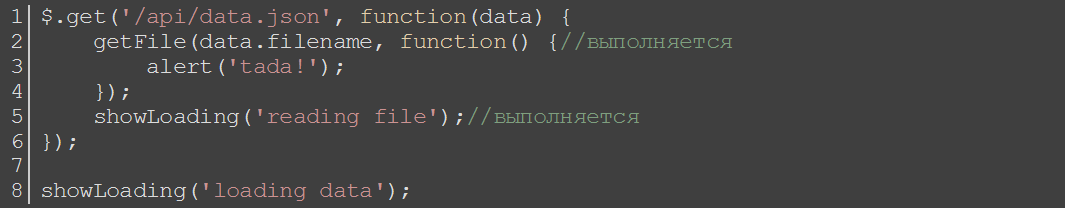 1 $.get('/api/data.json', function(data) {
2     getFile(data.filename, function() {//выполняется
3         alert('tada!');
4     });
5     showLoading('reading file');//выполняется
6 });
7
8 showLoading('loading data');